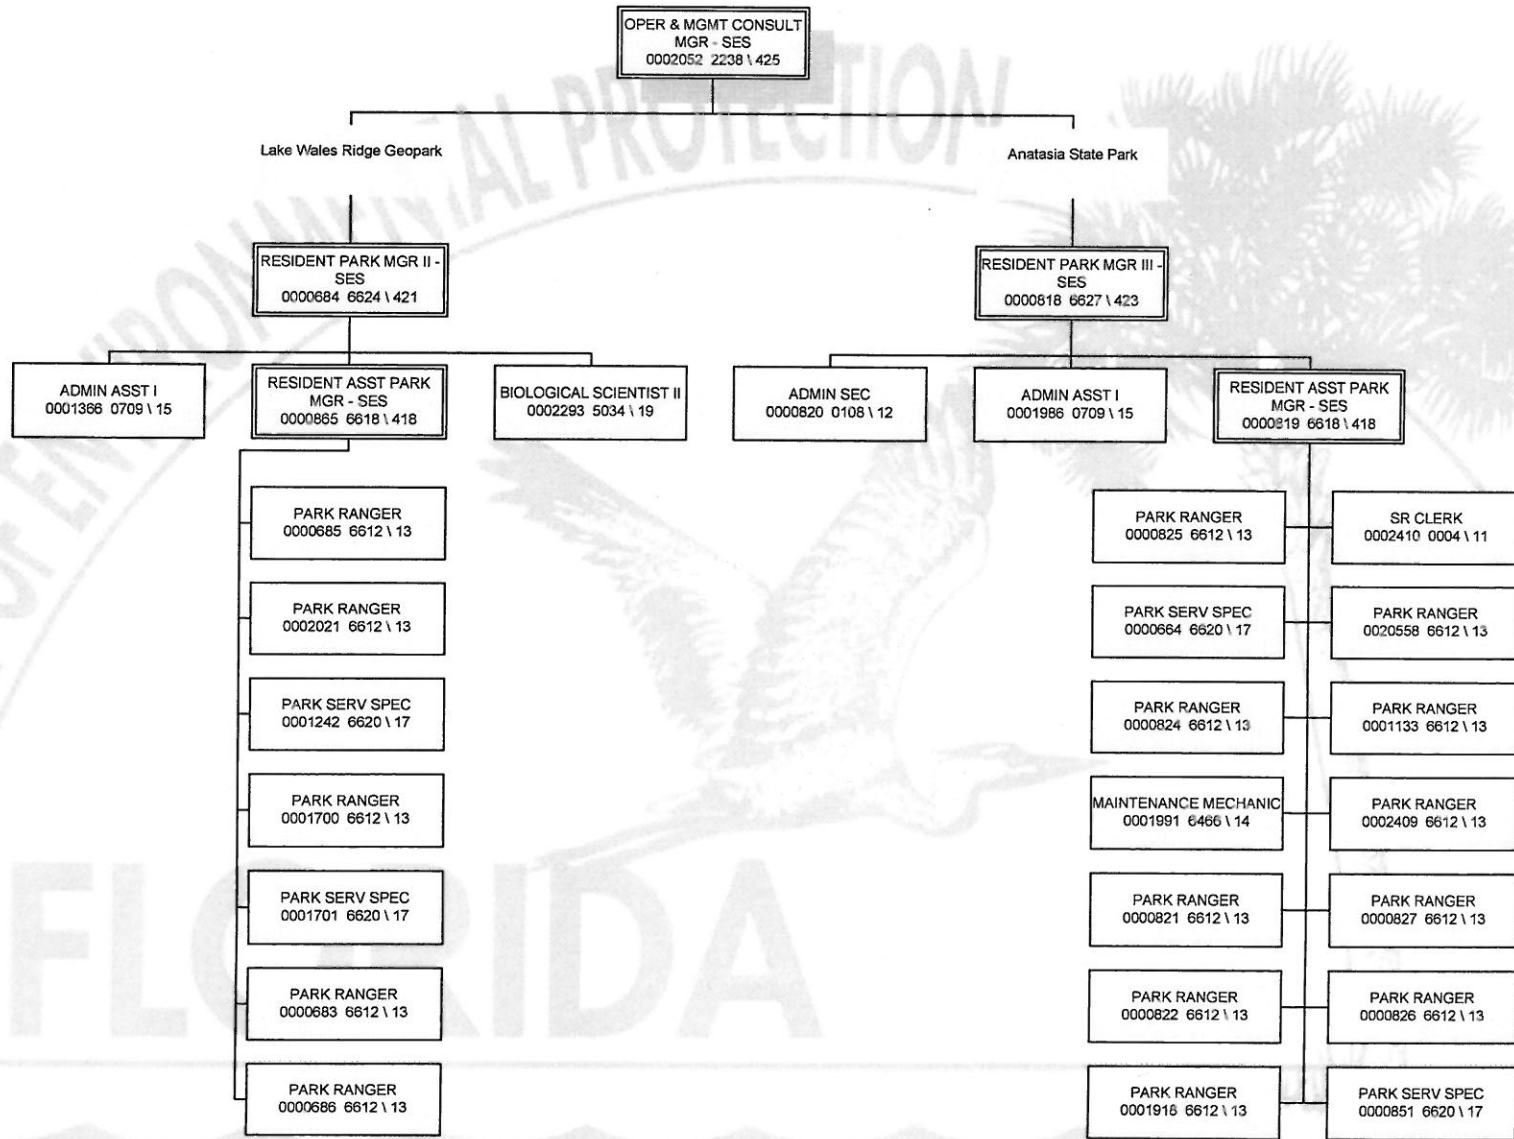 OPER & MGMT CONSULT
MGR - SES
0002052 2238 \ 425
Lake Wales Ridge Geopark
Anatasia State Park
RESIDENT PARK MGR II -
SES
0000684 6624 \ 421
RESIDENT PARK MGR III -
SES
0000818 6627 \ 423
ADMIN ASST I
0001366 0709 \ 15
RESIDENT ASST PARK
MGR - SES
0000865 6618 \ 418
BIOLOGICAL SCIENTIST II
0002293 5034 \ 19
ADMIN SEC
0000820 0108 \ 12
ADMIN ASST I
0001986 0709 \ 15
RESIDENT ASST PARK
MGR - SES
0000819 6618 \ 418
PARK RANGER
0000685 6612 \ 13
PARK RANGER
0002021 6612 \ 13
PARK SERV SPEC
0001242 6620 \ 17
PARK RANGER
0001700 6612 \ 13
PARK SERV SPEC
0001701 6620 \ 17
PARK RANGER
0000683 6612 \ 13
PARK RANGER
0000686 6612 \ 13
PARK RANGER
0000825 6612 \ 13
SR CLERK
0002410 0004 \ 11
PARK SERV SPEC
0000664 6620 \ 17
PARK RANGER
0020558 6612 \ 13
PARK RANGER
0000824 6612 \ 13
PARK RANGER
0001133 6612 \ 13
MAINTENANCE MECHANIC
0001991 6466 \ 14
PARK RANGER
0002409 6612 \ 13
PARK RANGER
0000821 6612 \ 13
PARK RANGER
0000827 6612 \ 13
PARK RANGER
0000822 6612 \ 13
PARK RANGER
0000826 6612 \ 13
PARK RANGER
0001918 6612 \ 13
PARK SERV SPEC
0000851 6620 \ 17
OF ENVIRONMENTAL PROTECTION
FLORIDA